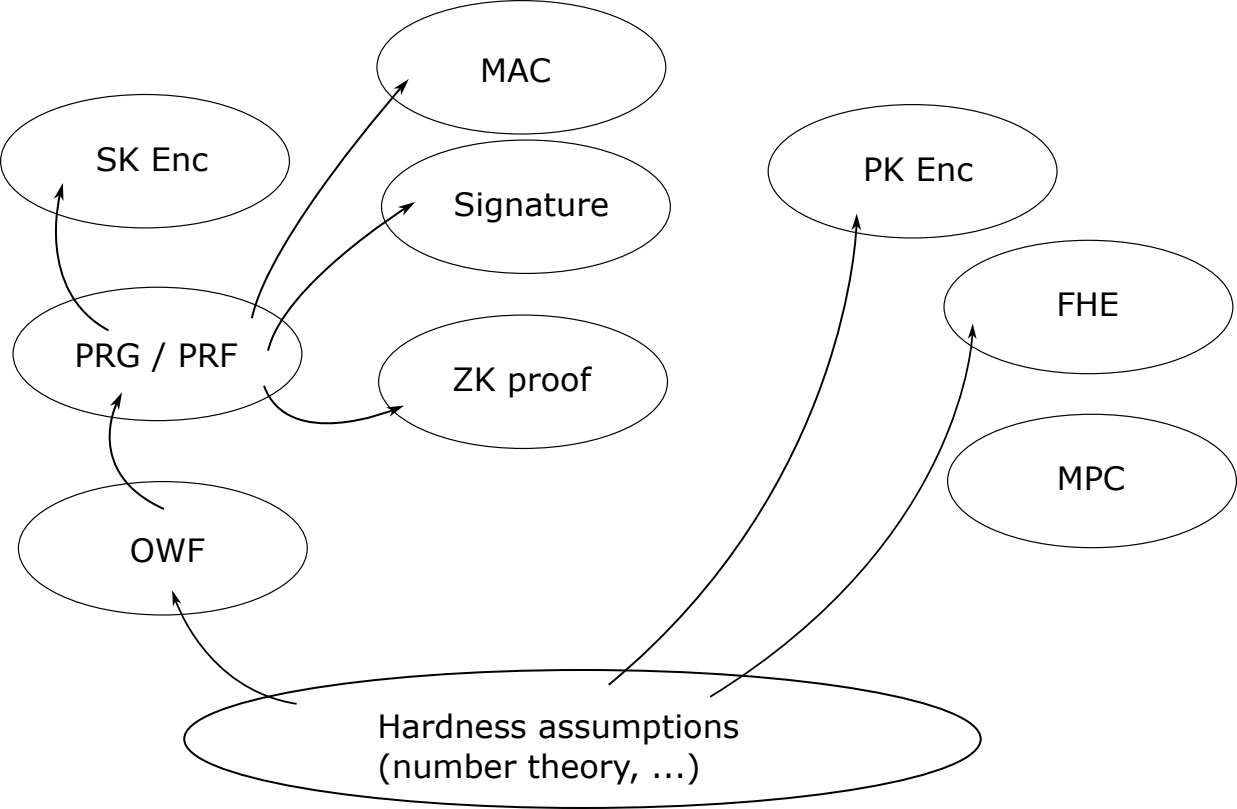 MAC
SK Enc
PK Enc
Signature
FHE
PRG / PRF
ZK proof
MPC
OWF
Hardness assumptions
(number theory, ...)